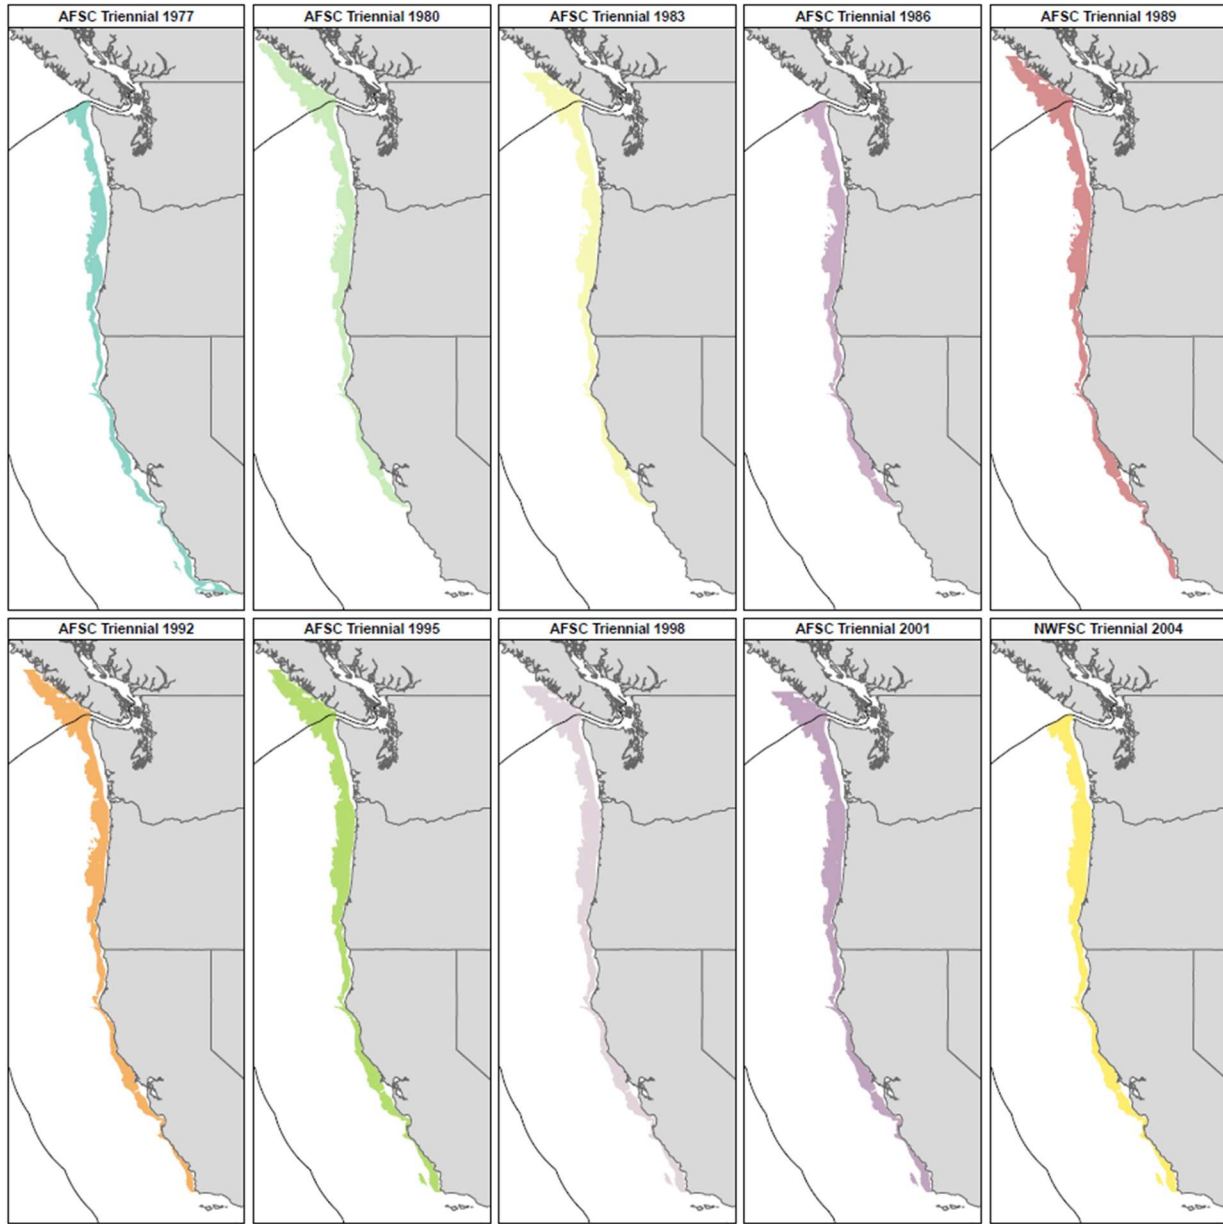 AFSC Triennial 1977
AFSC Triennial 1980
AFSC Triennial 1983
AFSC Triennial 1986
AFSC Triennial 1989
AFSC Triennial 1992
AFSC Triennial 1995
AFSC Triennial 1998
AFSC Triennial 2001
NWFSC Triennial 2004